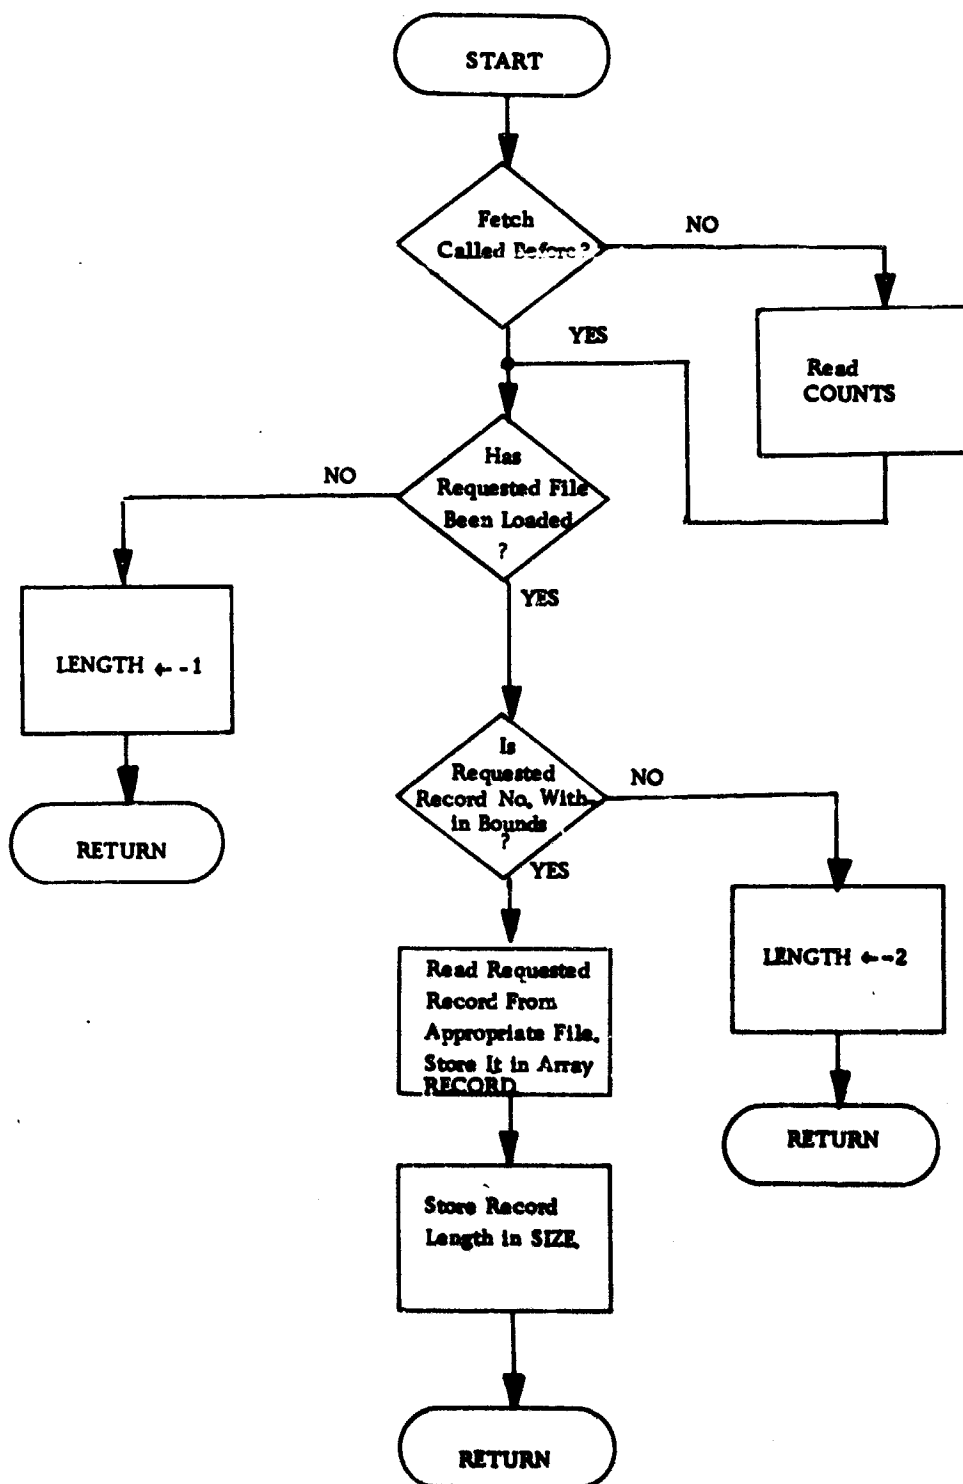 START
Fetch
Called Before?
NO
YES
Read
COUNTS
Has
Requested File
Been Loaded
?
NO
YES
LENGTH ← -1
RETURN
Is
Requested
Record No. With-
in Bounds
?
NO
YES
LENGTH ← -2
RETURN
Read Requested
Record From
Appropriate File.
Store It in Array
RECORD
Store Record
Length in SIZE.
RETURN